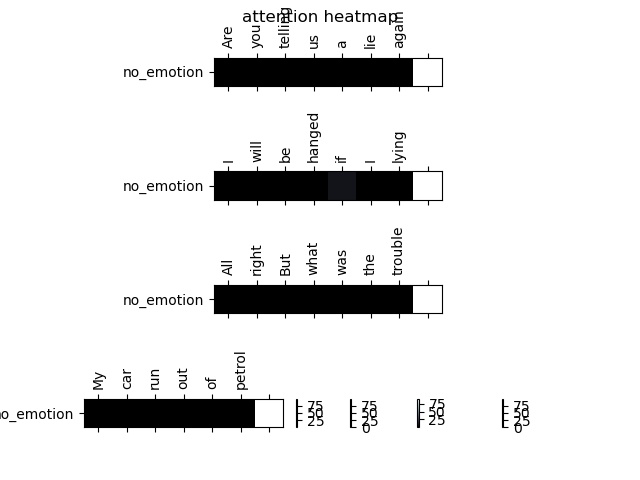 attention heatmap
Are you telling us a lie again
no_emotion
I will be hanged if I lying
no_emotion
All right But what was the trouble
no_emotion
My car run out of petrol
no_emotion
75 75 75 75
50 50 50 50
25 25 25 25
0 0